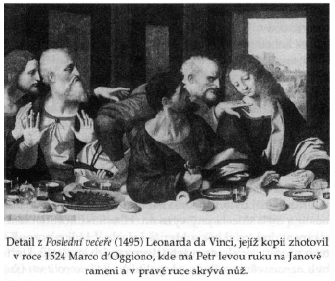 Detail z Poslední večeře (1495) Leonarda da Vinci, jejíž kopii zhotovil
v roce 1524 Marco d'Oggiono, kde má Petr levou ruku na Janově
rameni a v pravé ruce skrývá nůž.